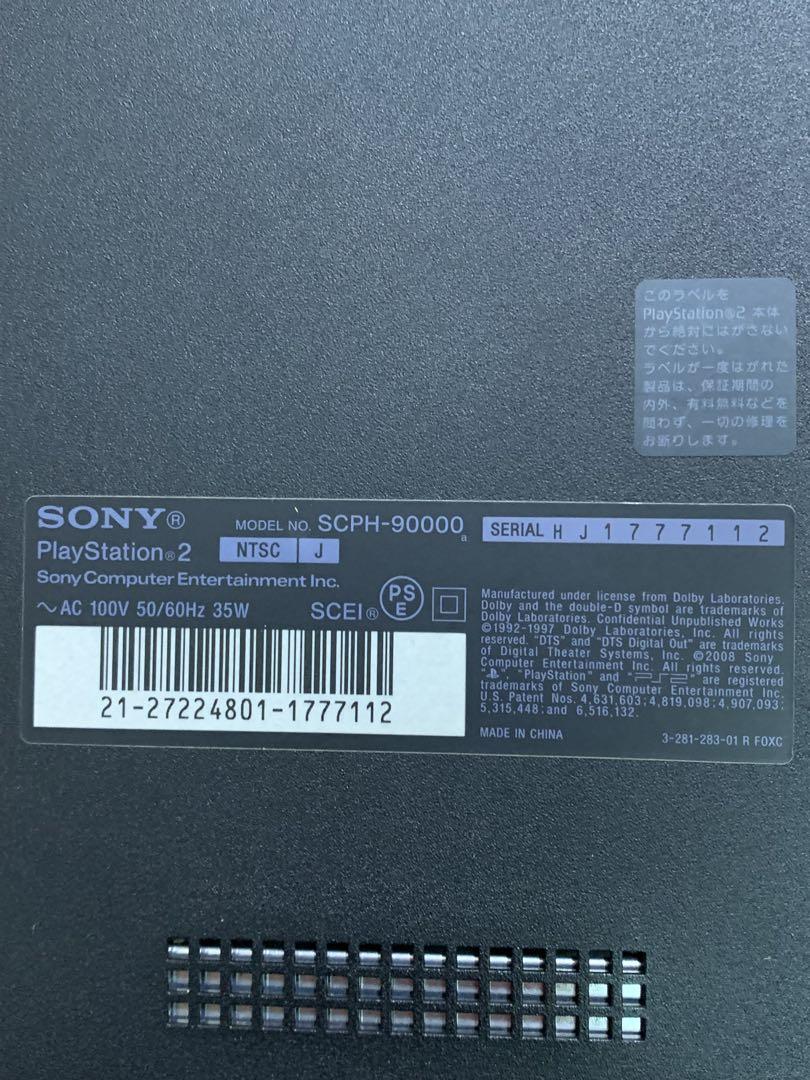 このラベルを
PlayStation®2 本体
から絶対にはがさない
でください。
ラベルが一度はがれた
製品は、保証期間の
内外、有料無料などを
問わず、一切の修理を
お断りします。
SONY®
MODEL NO. SCPH-90000 a
SERIAL H J 1 7 7 7 1 1 2
PlayStation®2 NTSC J
Sony Computer Entertainment Inc.
~AC 100V 50/60Hz 35W SCEI® PS E
21-27224801-1777112
Manufactured under license from Dolby Laboratories.
Dolby and the double-D symbol are trademarks of
Dolby Laboratories. Confidential Unpublished Works
©1992-1997 Dolby Laboratories, Inc. All rights
reserved. "DTS" and "DTS Digital Out" are trademarks
of Digital Theater Systems, Inc. ©2008 Sony
Computer Entertainment Inc. All rights reserved.
" ", "PlayStation" and "PS2" are registered
trademarks of Sony Computer Entertainment Inc.
U.S. Patent Nos. 4,631,603; 4,819,098; 4,907,093;
5,315,448; and 6,516,132.
MADE IN CHINA
3-281-283-01 R FOXC